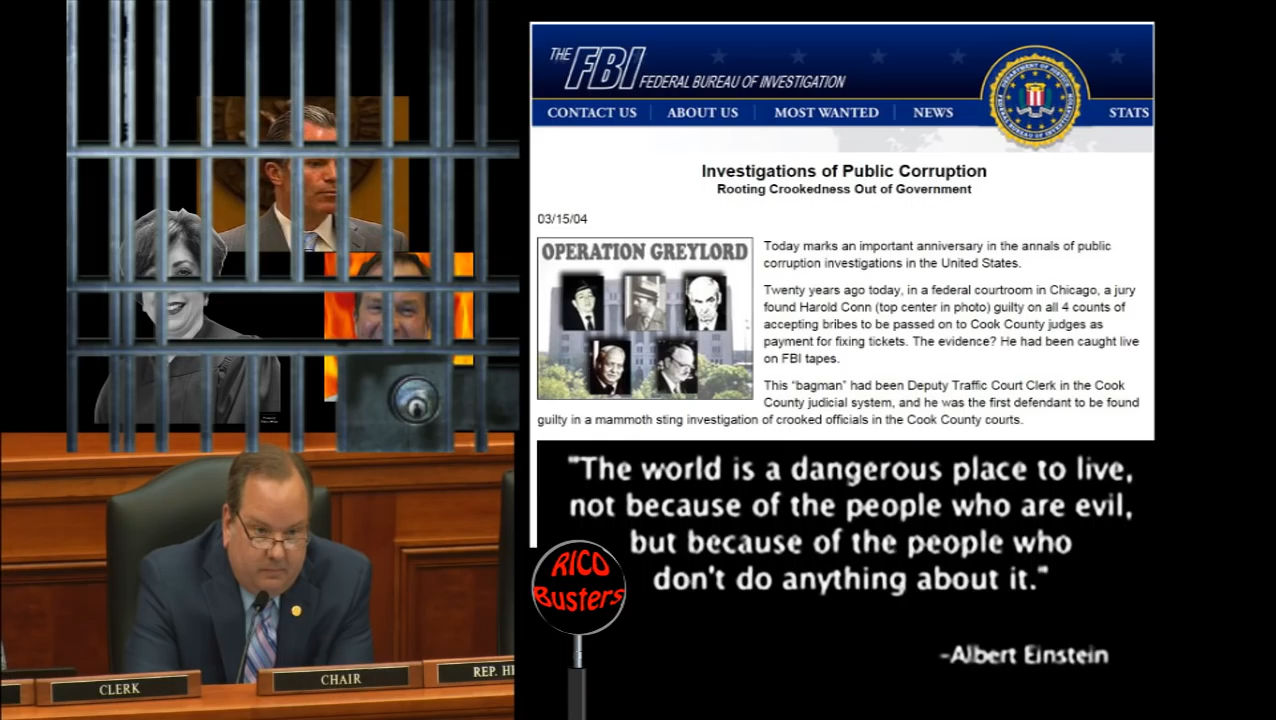 THE FBI FEDERAL BUREAU OF INVESTIGATION
CONTACT US
ABOUT US
MOST WANTED
NEWS
STATS
DEPARTMENT OF JUSTICE
FEDERAL BUREAU OF INVESTIGATION
Investigations of Public Corruption
Rooting Crookedness Out of Government
03/15/04
OPERATION GREYLORD
Today marks an important anniversary in the annals of public
corruption investigations in the United States.
Twenty years ago today, in a federal courtroom in Chicago, a jury
found Harold Conn (top center in photo) guilty on all 4 counts of
accepting bribes to be passed on to Cook County judges as
payment for fixing tickets. The evidence? He had been caught live
on FBI tapes.
This “bagman” had been Deputy Traffic Court Clerk in the Cook
County judicial system, and he was the first defendant to be found
guilty in a mammoth sting investigation of crooked officials in the Cook County courts.
"The world is a dangerous place to live,
not because of the people who are evil,
but because of the people who
don't do anything about it."
-Albert Einstein
RICO
Busters
CLERK
CHAIR
REP.